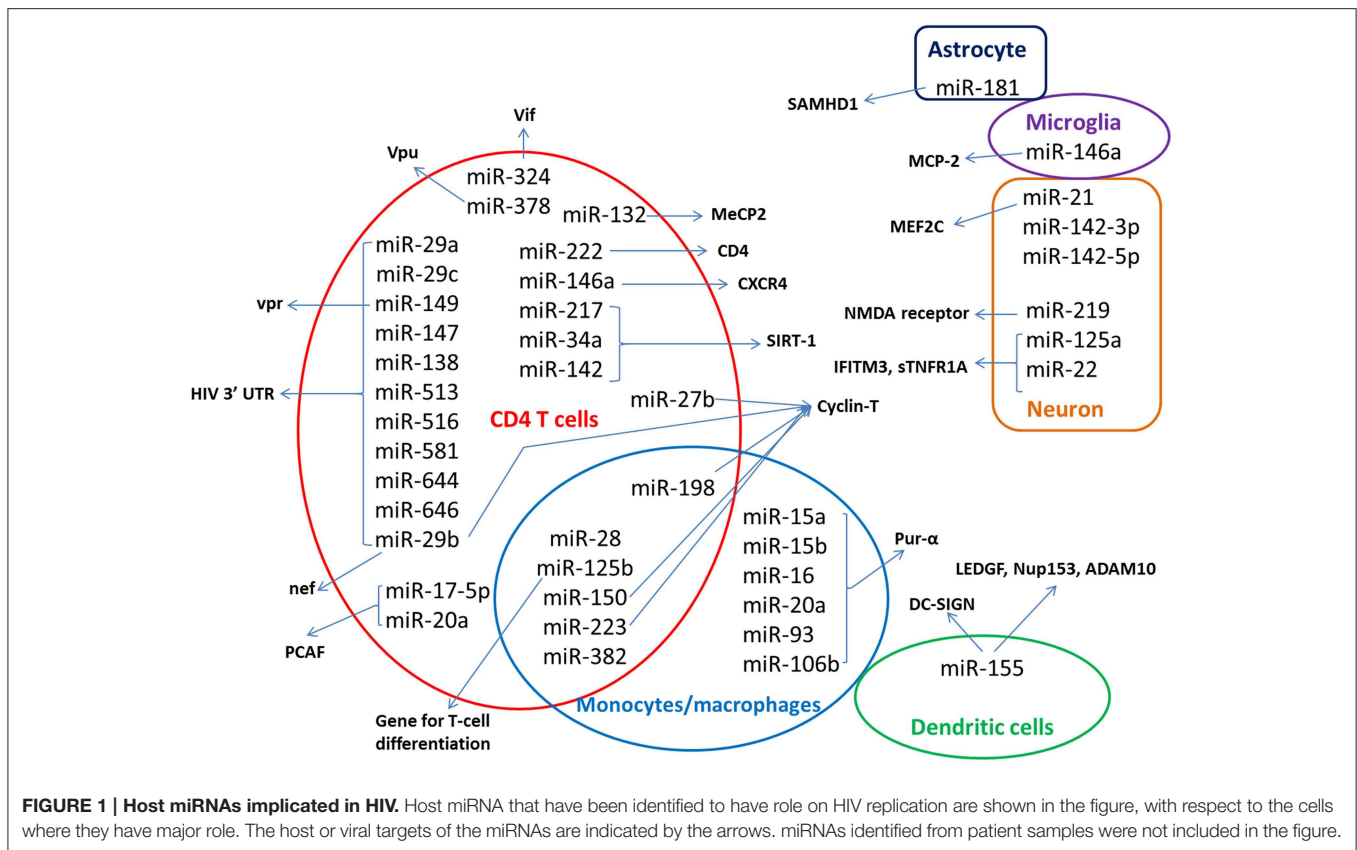 Astrocyte
miR-181
SAMHD1
Microglia
miR-146a
MCP-2
miR-21
miR-142-3p
miR-142-5p
MEF2C
miR-219
NMDA receptor
miR-125a
miR-22
IFITM3, sTNFR1A
Neuron
Vif
Vpu
miR-324
miR-378
miR-132
MeCP2
miR-29a
miR-29c
miR-149
miR-147
miR-138
miR-513
miR-516
miR-581
miR-644
miR-646
miR-29b
vpr
HIV 3’ UTR
nef
miR-222
CD4
miR-146a
CXCR4
miR-217
miR-34a
miR-142
SIRT-1
miR-27b
Cyclin-T
CD4 T cells
miR-17-5p
miR-20a
PCAF
miR-198
miR-28
miR-125b
miR-150
miR-223
miR-382
Gene for T-cell
differentiation
miR-15a
miR-15b
miR-16
miR-20a
miR-93
miR-106b
Pur-α
Monocytes/macrophages
LEDGF, Nup153, ADAM10
DC-SIGN
miR-155
Dendritic cells
FIGURE 1 | Host miRNAs implicated in HIV. Host miRNA that have been identified to have role on HIV replication are shown in the figure, with respect to the cells
where they have major role. The host or viral targets of the miRNAs are indicated by the arrows. miRNAs identified from patient samples were not included in the figure.